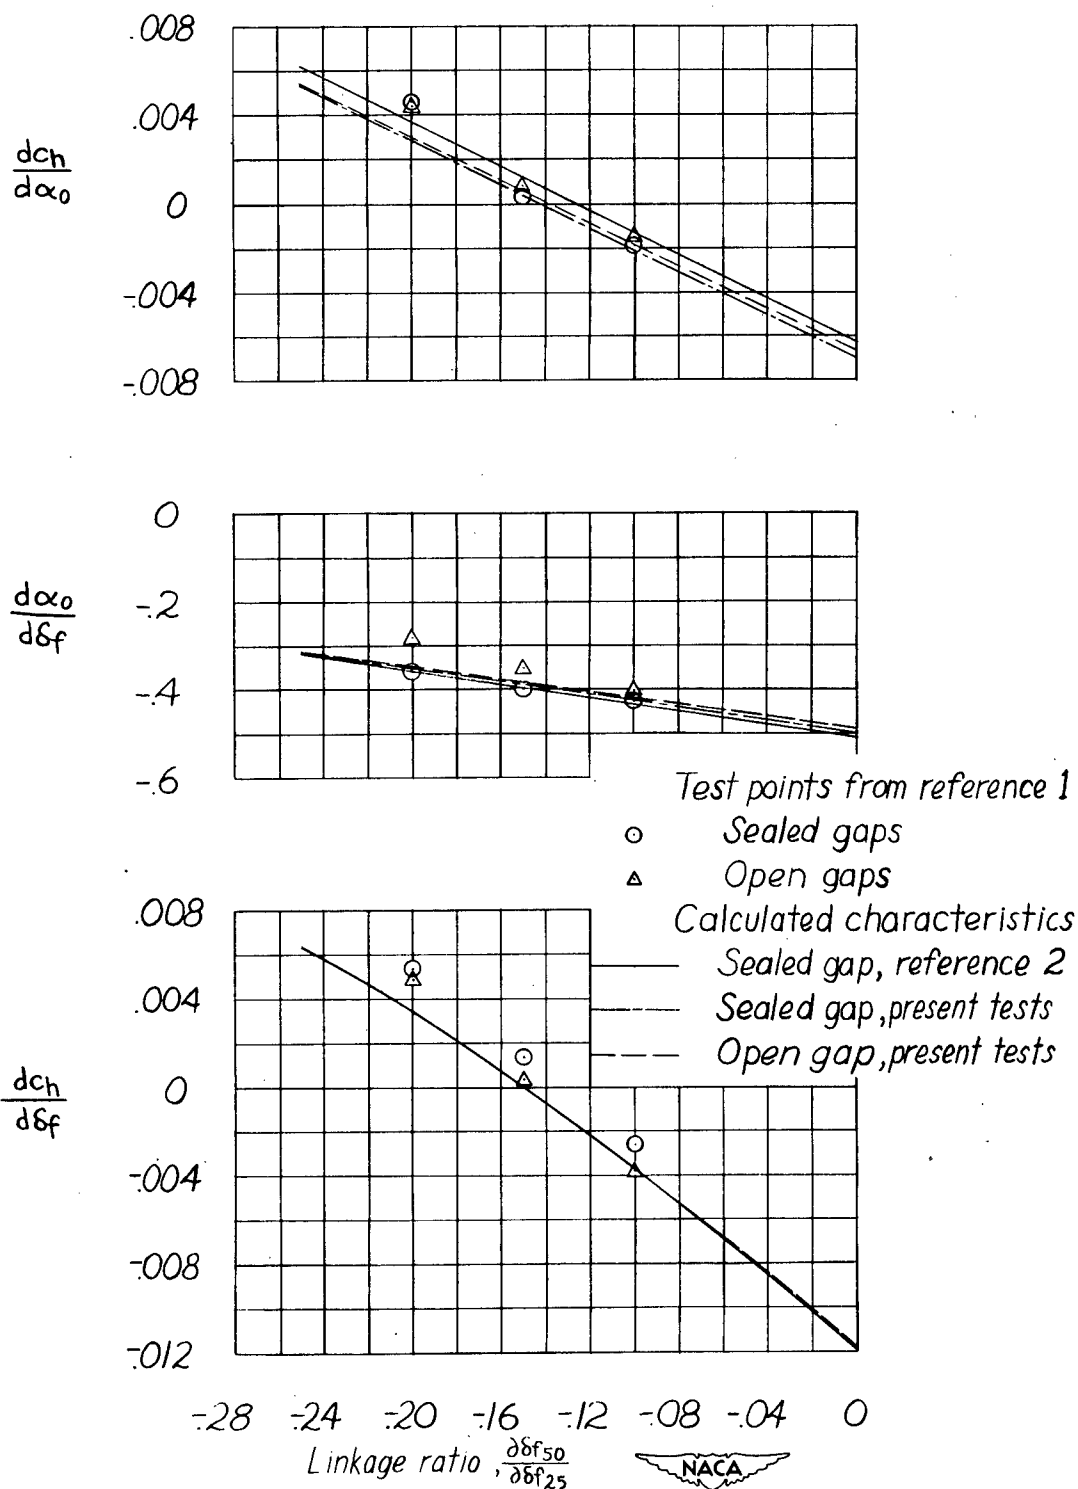 .008
.004
dch
dα0
0
-.004
-.008
0
-.2
dα0
dδf
-.4
-.6
Test points from reference 1
Sealed gaps
Open gaps
Calculated characteristics
Sealed gap, reference 2
Sealed gap, present tests
Open gap, present tests
.008
.004
0
dch
dδf
-.004
-.008
-.012
-.28 -.24 -.20 -.16 -.12 -.08 -.04 0
Linkage ratio, ∂δf50
∂δf25
NACA